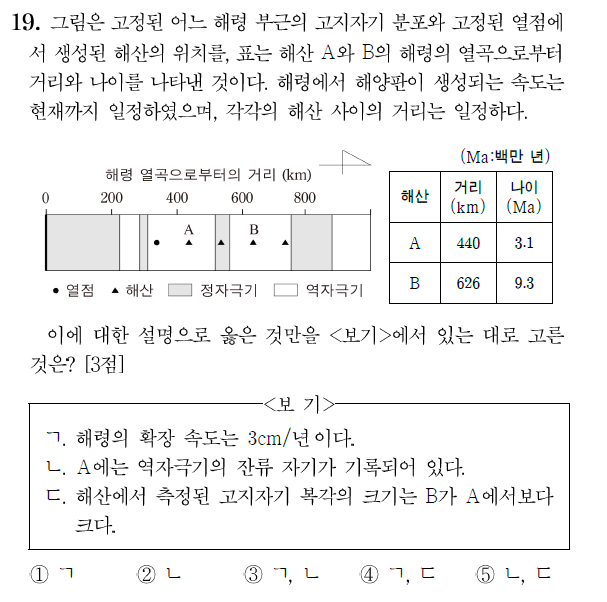 19. 그림은 고정된 어느 해령 부근의 고지자기 분포와 고정된 열점에
서 생성된 해산의 위치를, 표는 해산 A와 B의 해령의 열곡으로부터
거리와 나이를 나타낸 것이다. 해령에서 해양판이 생성되는 속도는
현재까지 일정하였으며, 각각의 해산 사이의 거리는 일정하다.
해령 열곡으로부터의 거리 (km)
0 200 400 600 800
A B
● 열점 ▲ 해산 정자극기 역자극기
(Ma:백만 년)
해산 거리 (km) 나이 (Ma)
A 440 3.1
B 626 9.3
이에 대한 설명으로 옳은 것만을 <보기>에서 있는 대로 고른
것은? [3점]
<보 기>
ㄱ. 해령의 확장 속도는 3cm/년이다.
ㄴ. A에는 역자극기의 잔류 자기가 기록되어 있다.
ㄷ. 해산에서 측정된 고지자기 복각의 크기는 B가 A에서보다
크다.
① ㄱ ② ㄴ ③ ㄱ, ㄴ ④ ㄱ, ㄷ ⑤ ㄴ, ㄷ